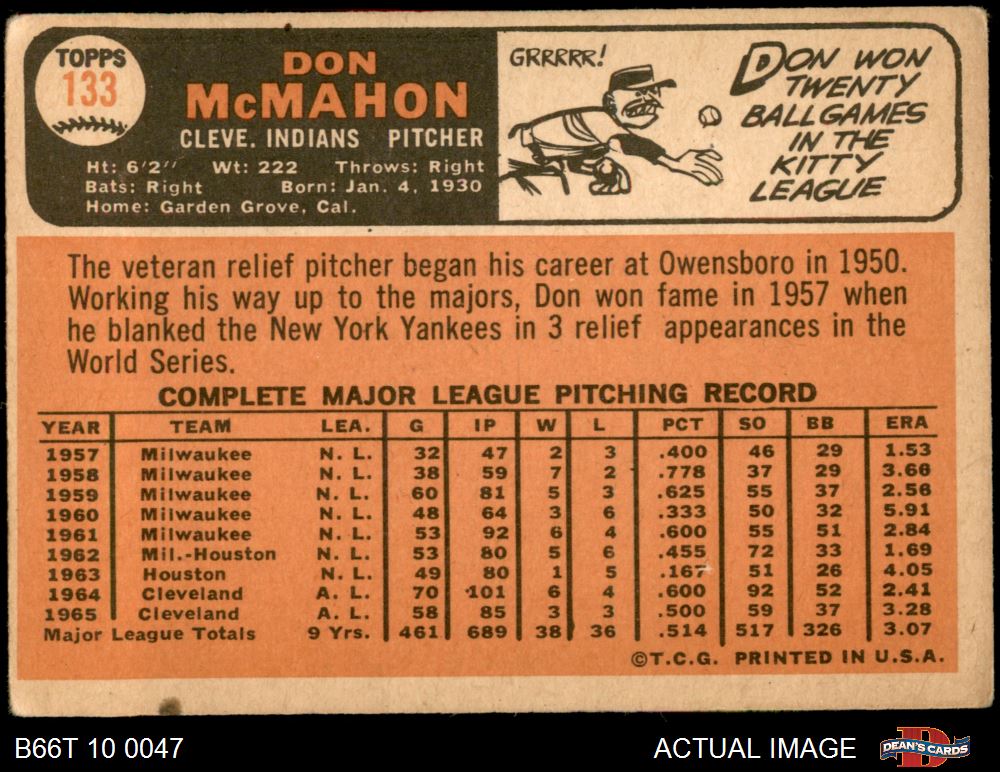 TOPPS
133
DON
McMAHON
CLEVE. INDIANS PITCHER
Ht: 6'2" Wt: 222 Throws: Right
Bats: Right Born: Jan. 4, 1930
Home: Garden Grove, Cal.
GRRRRR!
DON WON
TWENTY
BALLGAMES
IN THE
KITTY
LEAGUE
The veteran relief pitcher began his career at Owensboro in 1950.
Working his way up to the majors, Don won fame in 1957 when
he blanked the New York Yankees in 3 relief appearances in the
World Series.
COMPLETE MAJOR LEAGUE PITCHING RECORD
YEAR TEAM LEA. G IP W L PCT SO BB ERA
1957 Milwaukee N. L. 32 47 2 3 .400 46 29 1.53
1958 Milwaukee N. L. 38 59 7 2 .778 37 29 3.66
1959 Milwaukee N. L. 60 81 5 3 .625 55 37 2.56
1960 Milwaukee N. L. 48 64 3 6 .333 50 32 5.91
1961 Milwaukee N. L. 53 92 6 4 .600 55 51 2.84
1962 Mil.-Houston N. L. 53 80 5 6 .455 72 33 1.69
1963 Houston N. L. 49 80 1 5 .167 51 26 4.05
1964 Cleveland A. L. 70 101 6 4 .600 92 52 2.41
1965 Cleveland A. L. 58 85 3 3 .500 59 37 3.28
Major League Totals 9 Yrs. 461 689 38 36 .514 517 326 3.07
©T.C.G. PRINTED IN U.S.A.
B66T 10 0047 ACTUAL IMAGE DEAN'S CARDS